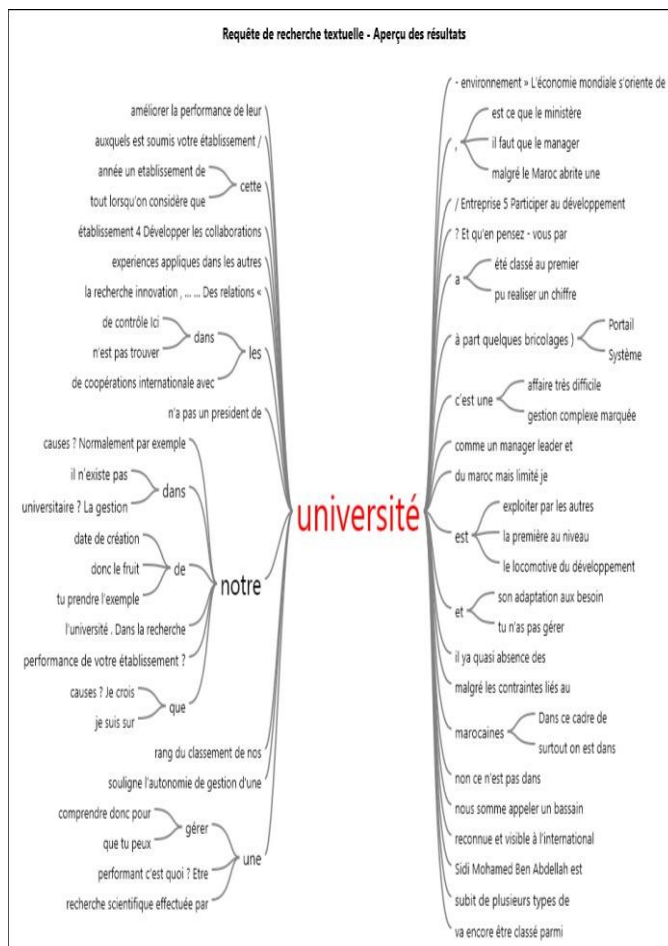 Requête de recherche textuelle - Aperçu des résultats
améliorer la performance de leur
auxquels est soumis votre établissement /
année un etablissement de
tout lorsqu'on considère que
cette
établissement 4 Développer les collaborations
experiences appliques dans les autres
la recherche innovation , ... ... Des relations «
de contrôle Ici
n'est pas trouver
dans
de coopérations internationale avec
les
n'a pas un president de
causes ? Normalement par exemple
il n'existe pas
universitaire ? La gestion
dans
date de création
donc le fruit
tu prendre l'exemple
de
l'université . Dans la recherche
performance de votre établissement ?
causes ? Je crois
je suis sur
que
notre
rang du classement de nos
souligne l'autonomie de gestion d'une
comprendre donc pour
que tu peux
gérer
performant c'est quoi ? Etre
recherche scientifique effectuée par
une
université
- environnement » L'économie mondiale s'oriente de
,
est ce que le ministère
il faut que le manager
malgré le Maroc abrite une
/ Entreprise 5 Participer au développement
? Et qu'en pensez - vous par
a
été classé au premier
pu realiser un chiffre
à part quelques bricolages )
Portail
Système
c'est une
affaire très difficile
gestion complexe marquée
comme un manager leader et
du maroc mais limité je
est
exploiter par les autres
la première au niveau
le locomotive du développement
et
son adaptation aux besoin
tu n'as pas gérer
il ya quasi absence des
malgré les contraintes liés au
marocaines
Dans ce cadre de
surtout on est dans
non ce n'est pas dans
nous somme appeler un bassain
reconnue et visible à l'international
Sidi Mohamed Ben Abdellah est
subit de plusieurs types de
va encore être classé parmi